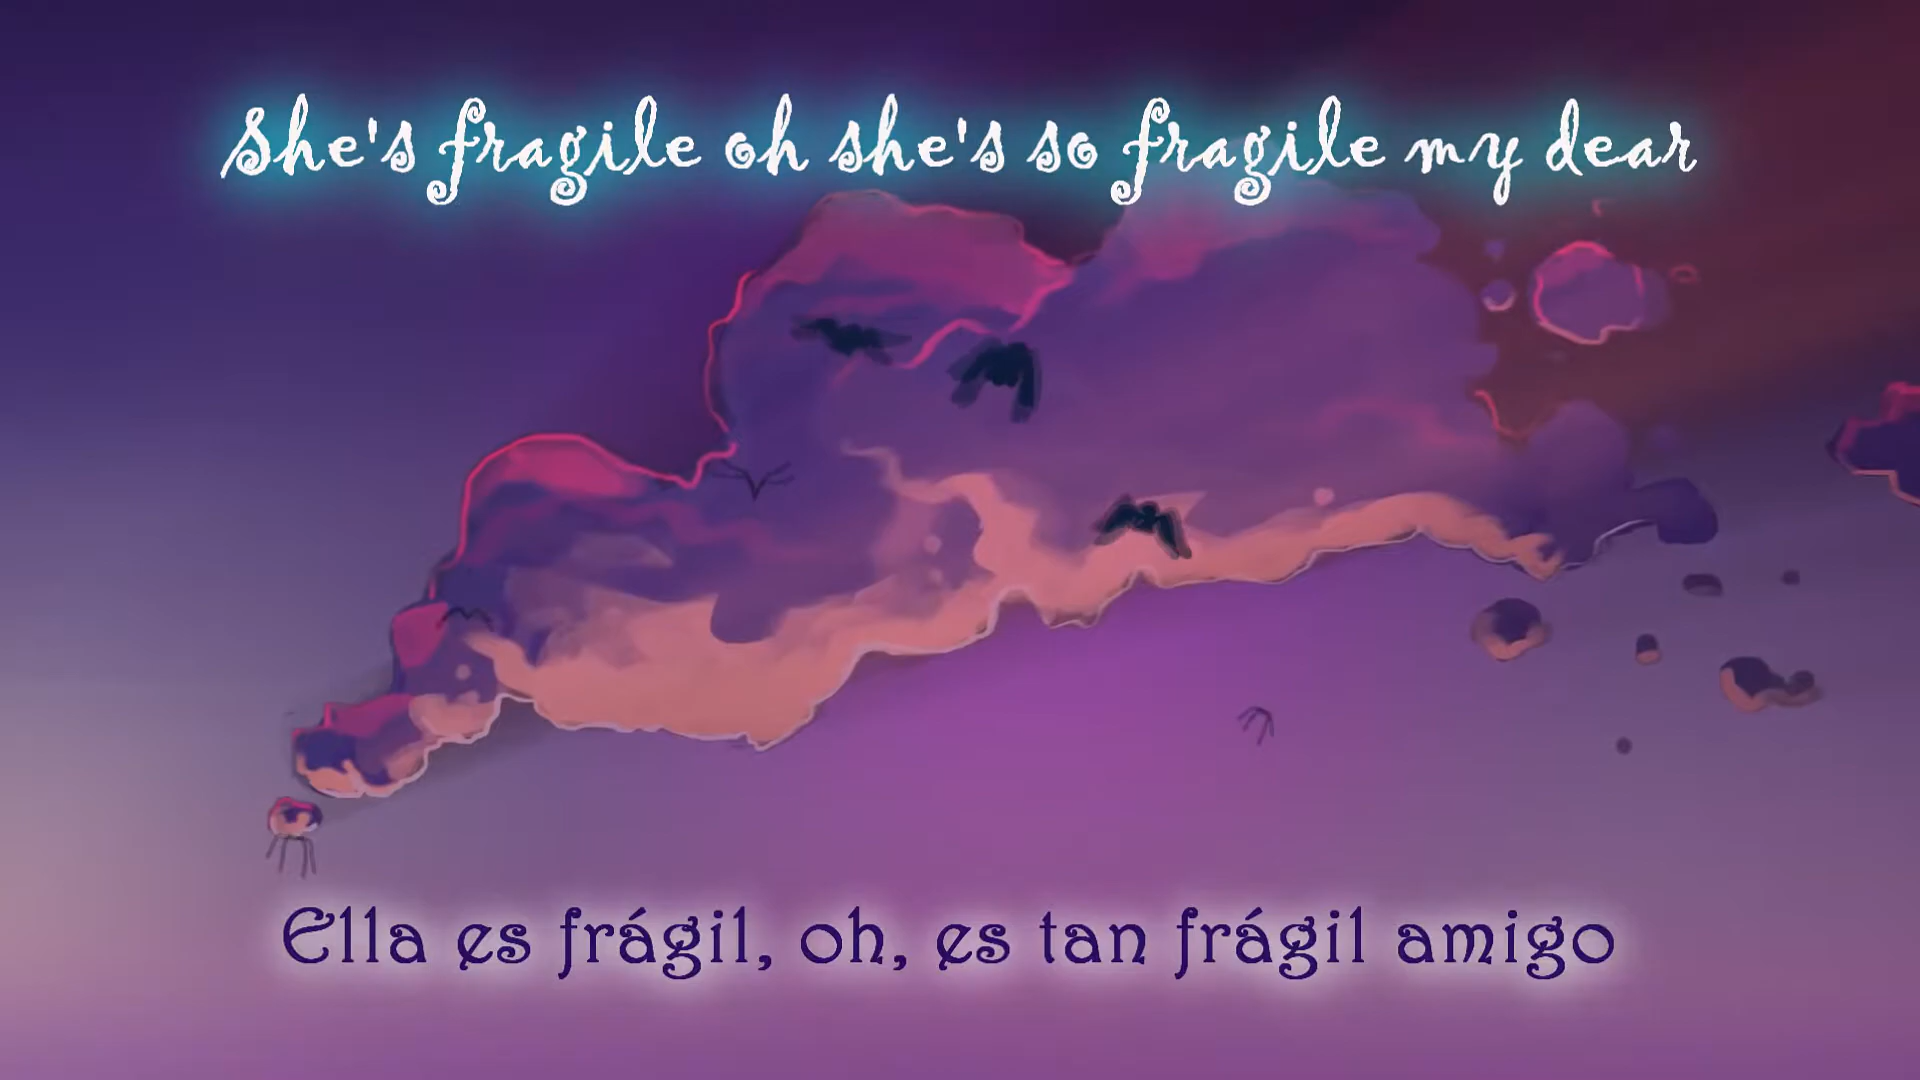 She's fragile oh she's so fragile my dear
Ella es frágil, oh, es tan frágil amigo